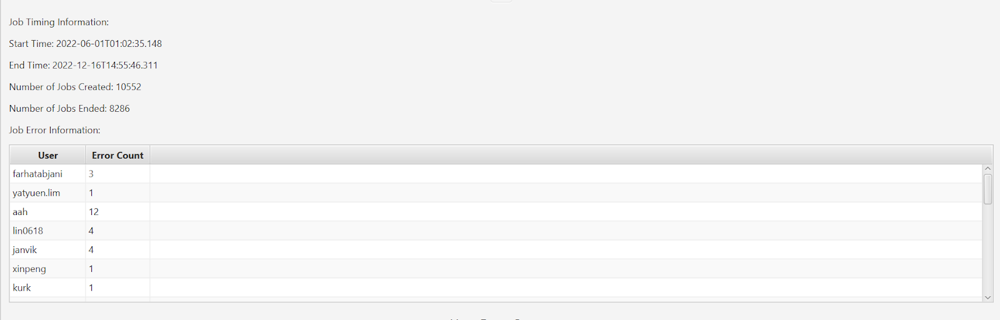 Job Timing Information:
Start Time: 2022-06-01T01:02:35.148
End Time: 2022-12-16T14:55:46.311
Number of Jobs Created: 10552
Number of Jobs Ended: 8286
Job Error Information:
User Error Count
farhatabjani 3
yatyuen.lim 1
aah 12
lin0618 4
janvik 4
xinpeng 1
kurk 1